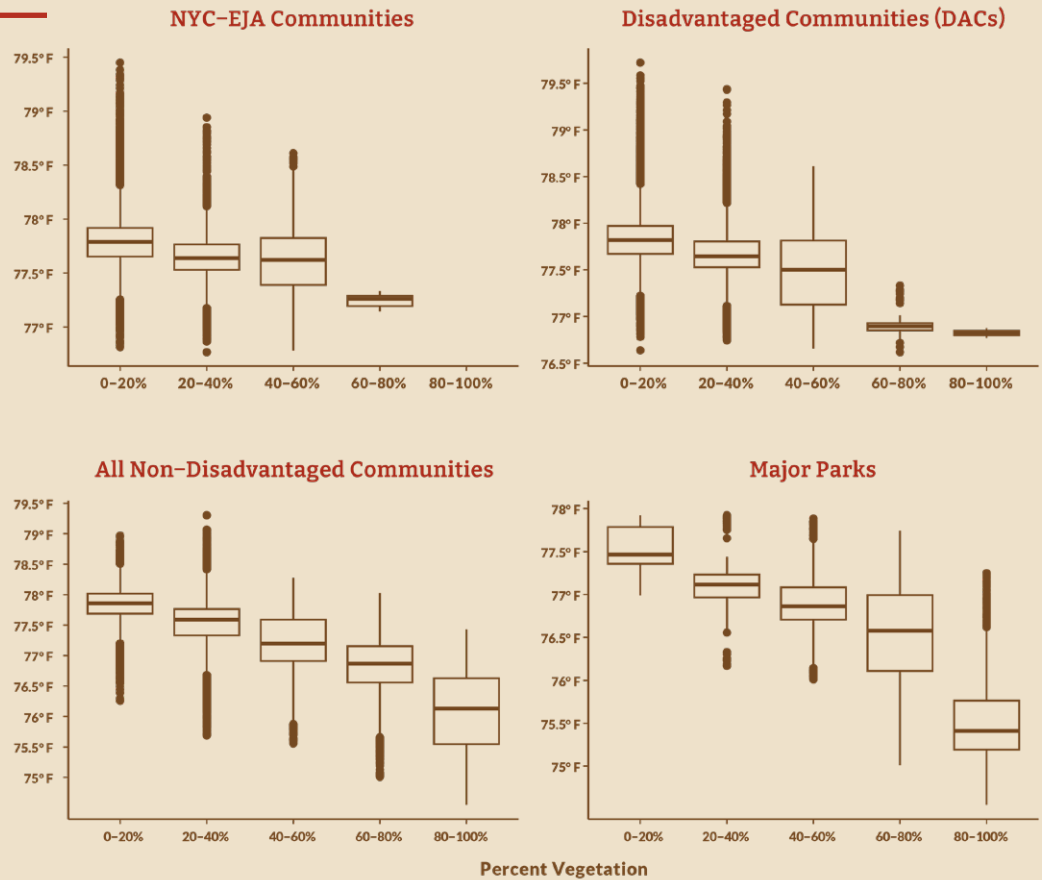 NYC–EJA Communities
79.5° F
79° F
78.5° F
78° F
77.5° F
77° F
0–20% 20–40% 40–60% 60–80% 80–100%
Disadvantaged Communities (DACs)
79.5° F
79° F
78.5° F
78° F
77.5° F
77° F
76.5° F
0–20% 20–40% 40–60% 60–80% 80–100%
All Non–Disadvantaged Communities
79.5° F
79° F
78.5° F
78° F
77.5° F
77° F
76.5° F
76° F
75.5° F
75° F
0–20% 20–40% 40–60% 60–80% 80–100%
Major Parks
78° F
77.5° F
77° F
76.5° F
76° F
75.5° F
75° F
0–20% 20–40% 40–60% 60–80% 80–100%
Percent Vegetation